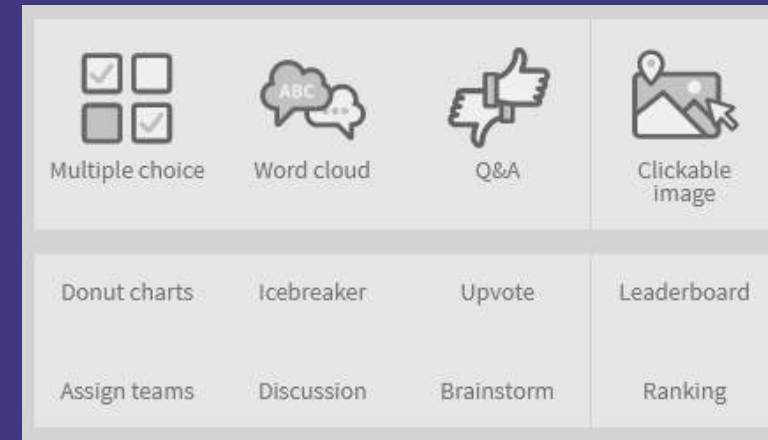 ABC
Multiple choice
Word cloud
Q&A
Clickable
image
Donut charts
Icebreaker
Upvote
Leaderboard
Assign teams
Discussion
Brainstorm
Ranking